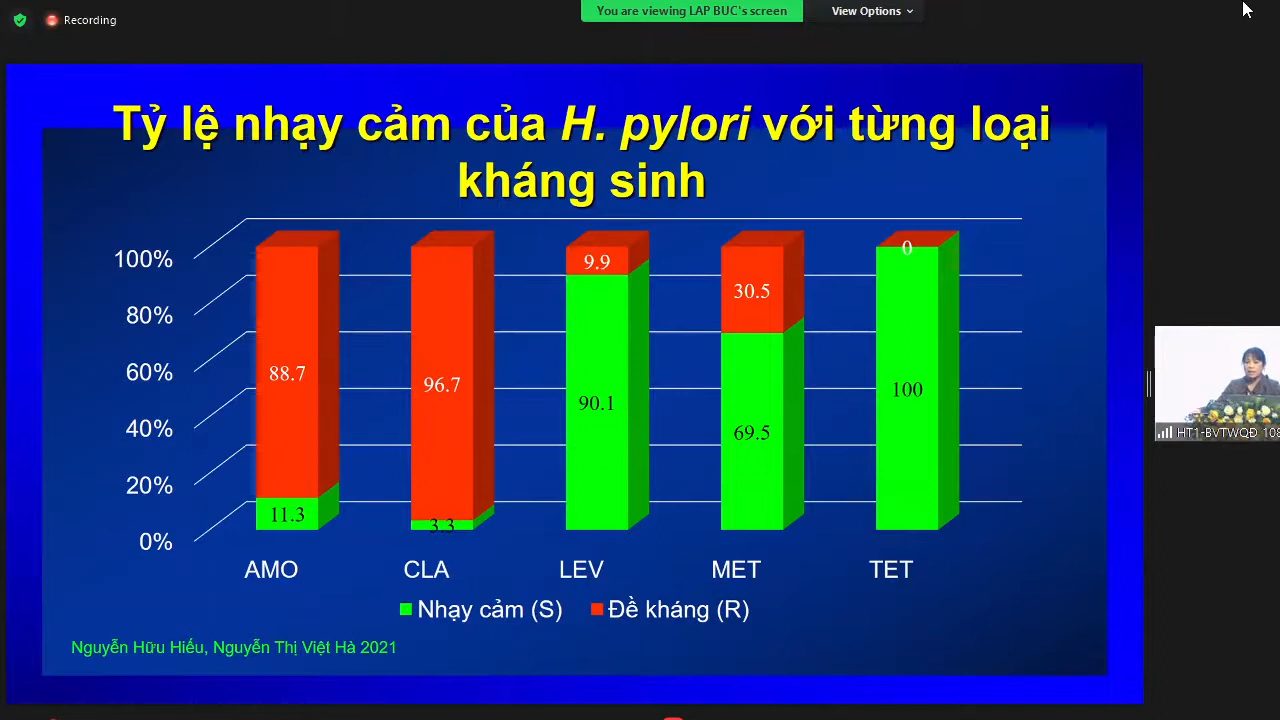 Recording
You are viewing LAP BUC's screen
View Options
Tỷ lệ nhạy cảm của H. pylori với từng loại
kháng sinh
100%
80%
60%
40%
20%
0%
88.7
11.3
96.7
3.3
9.9
90.1
30.5
69.5
0
100
AMO CLA LEV MET TET
Nhạy cảm (S) Đề kháng (R)
Nguyễn Hữu Hiếu, Nguyễn Thị Việt Hà 2021
HT1-BVTWQĐ 108